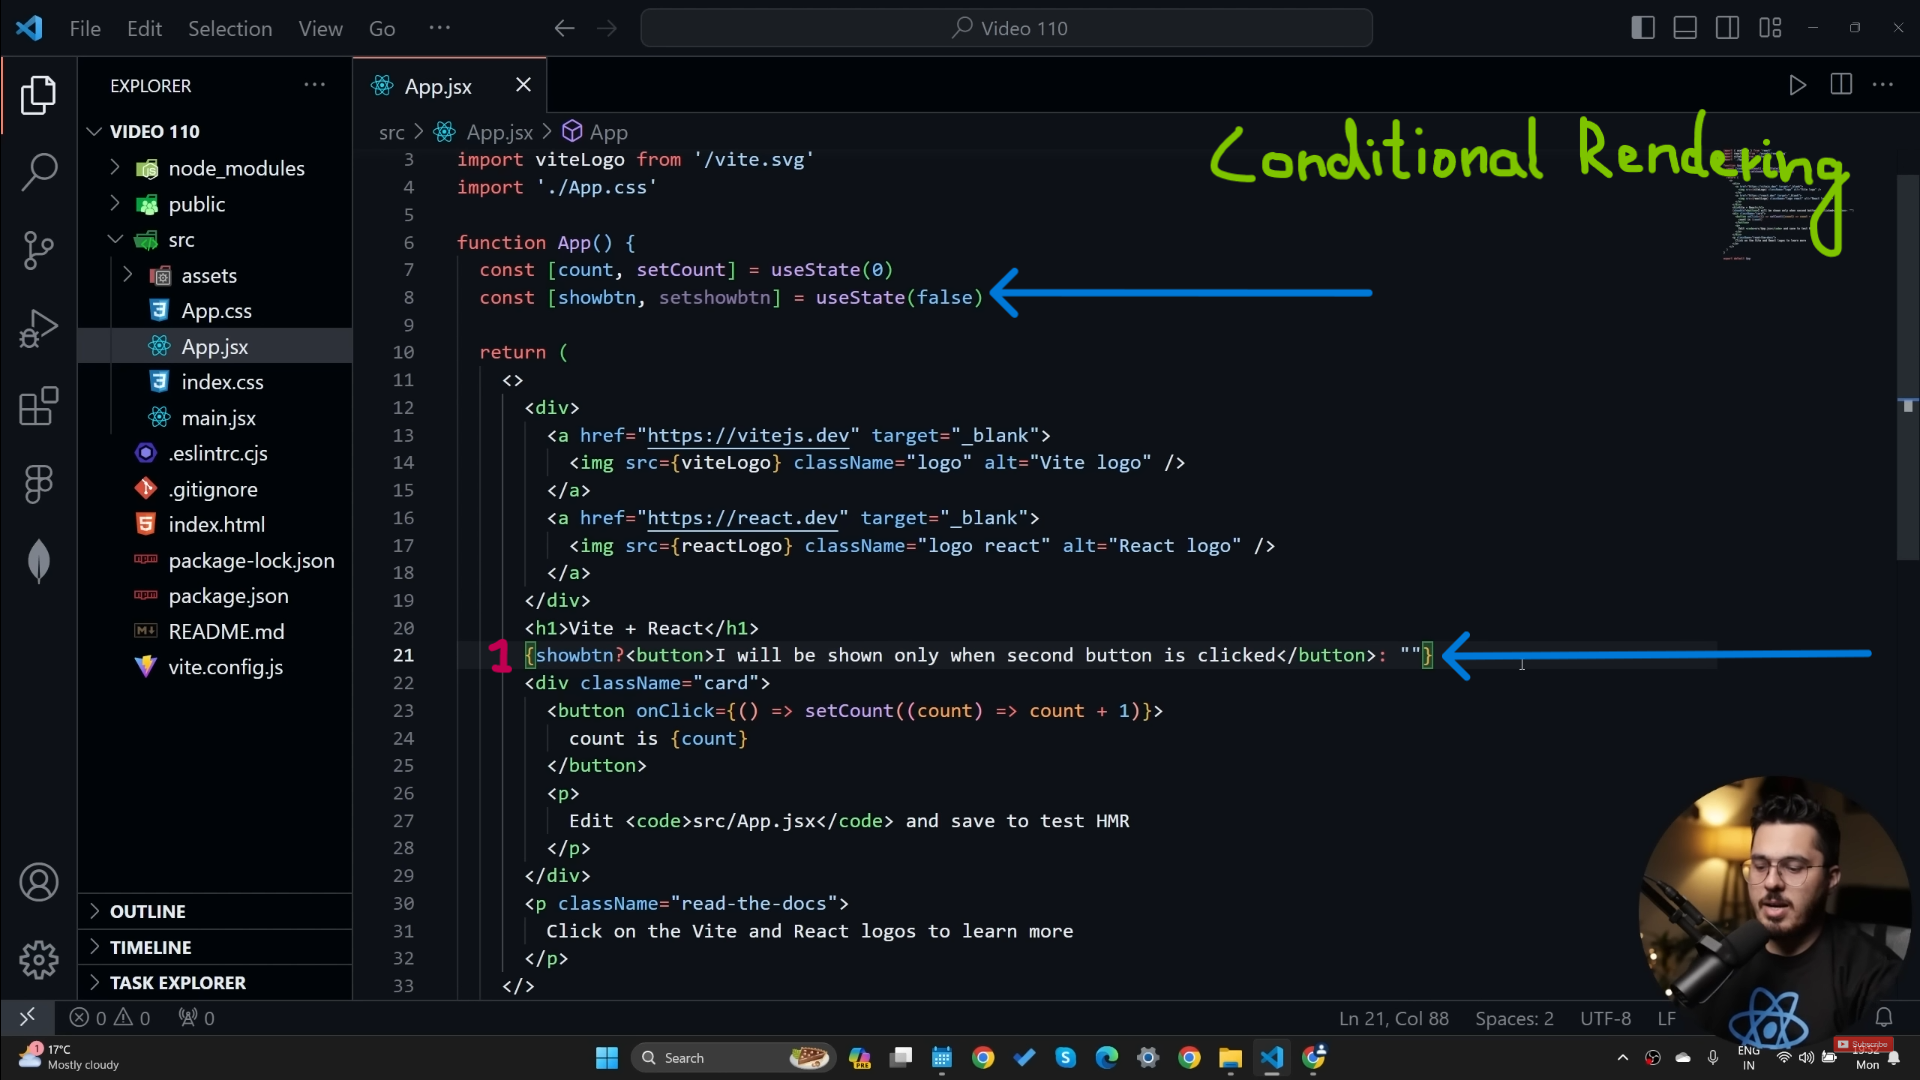 File Edit Selection View Go ···
Video 110
EXPLORER ···
VIDEO 110
node_modules
public
src
assets
App.css
App.jsx
index.css
main.jsx
.eslintrc.cjs
.gitignore
index.html
package-lock.json
package.json
README.md
vite.config.js
OUTLINE
TIMELINE
TASK EXPLORER
App.jsx
src > App.jsx > App
Conditional Rendering
3 import viteLogo from '/vite.svg'
4 import './App.css'
5
6 function App() {
7 const [count, setCount] = useState(0)
8 const [showbtn, setshowbtn] = useState(false)
9
10 return (
11 <>
12 <div>
13 <a href="https://vitejs.dev" target="_blank">
14 <img src={viteLogo} className="logo" alt="Vite logo" />
15 </a>
16 <a href="https://react.dev" target="_blank">
17 <img src={reactLogo} className="logo react" alt="React logo" />
18 </a>
19 </div>
20 <h1>Vite + React</h1>
21 1 {showbtn?<button>I will be shown only when second button is clicked</button>: ""}
22 <div className="card">
23 <button onClick={() => setCount((count) => count + 1)}>
24 count is {count}
25 </button>
26 <p>
27 Edit <code>src/App.jsx</code> and save to test HMR
28 </p>
29 </div>
30 <p className="read-the-docs">
31 Click on the Vite and React logos to learn more
32 </p>
33 </>
0 0 0
Ln 21, Col 88 Spaces: 2 UTF-8 LF
1 17°C
Mostly cloudy
Search
PRE
ENG
IN
Subscribe
Mon